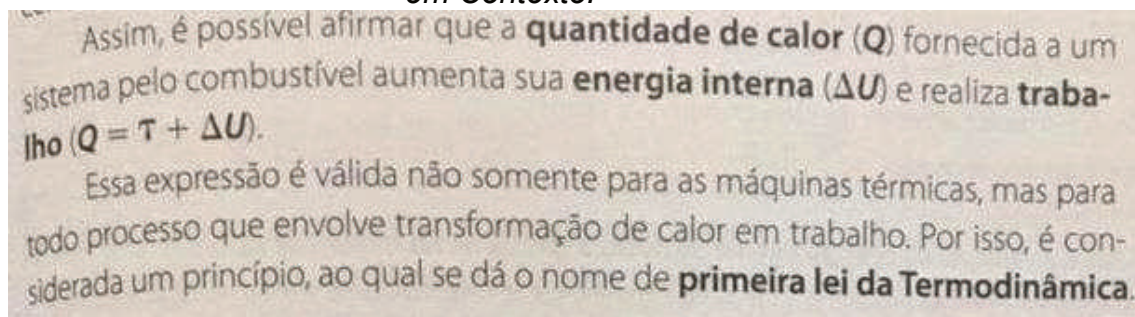 em Contexto.
Assim, é possível afirmar que a quantidade de calor (Q) fornecida a um
sistema pelo combustível aumenta sua energia interna (ΔU) e realiza traba-
lho (Q = τ + ΔU).
Essa expressão é válida não somente para as máquinas térmicas, mas para
todo processo que envolve transformação de calor em trabalho. Por isso, é con-
siderada um princípio, ao qual se dá o nome de primeira lei da Termodinâmica.